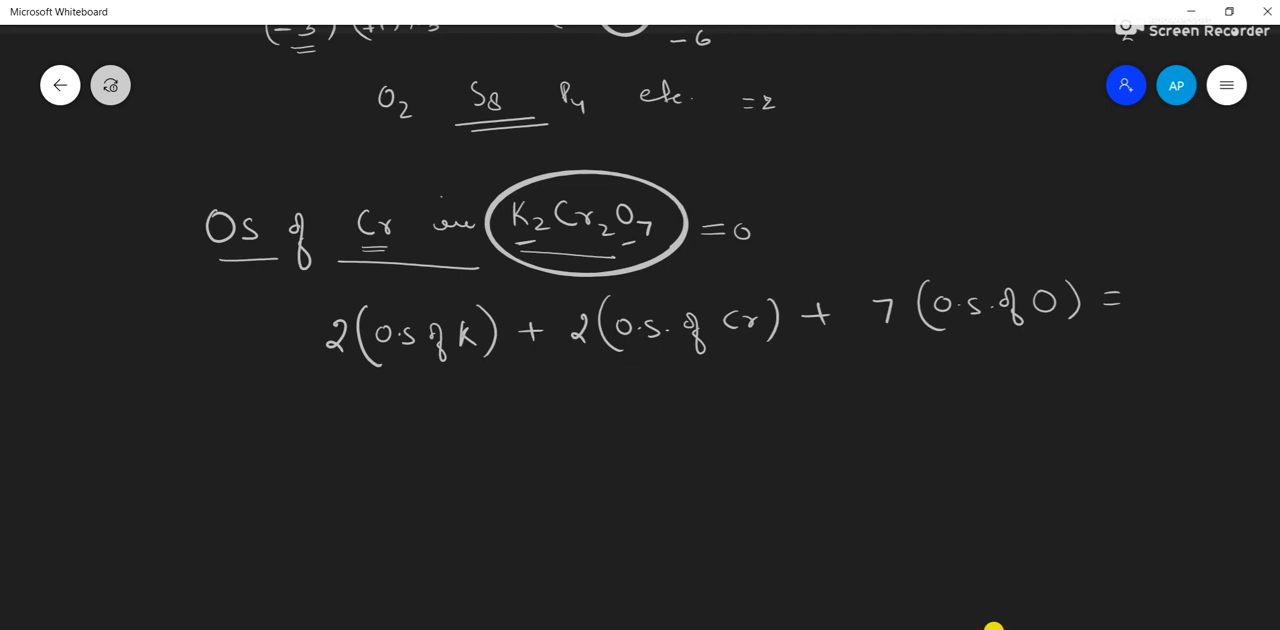 Microsoft Whiteboard
Screen Recorder
- 6
AP
O2 S8 P4 etc. = z
OS of Cr in K2Cr2O7 = 0
2(O.S of K) + 2(O.S. of Cr) + 7(O.S. of O) =